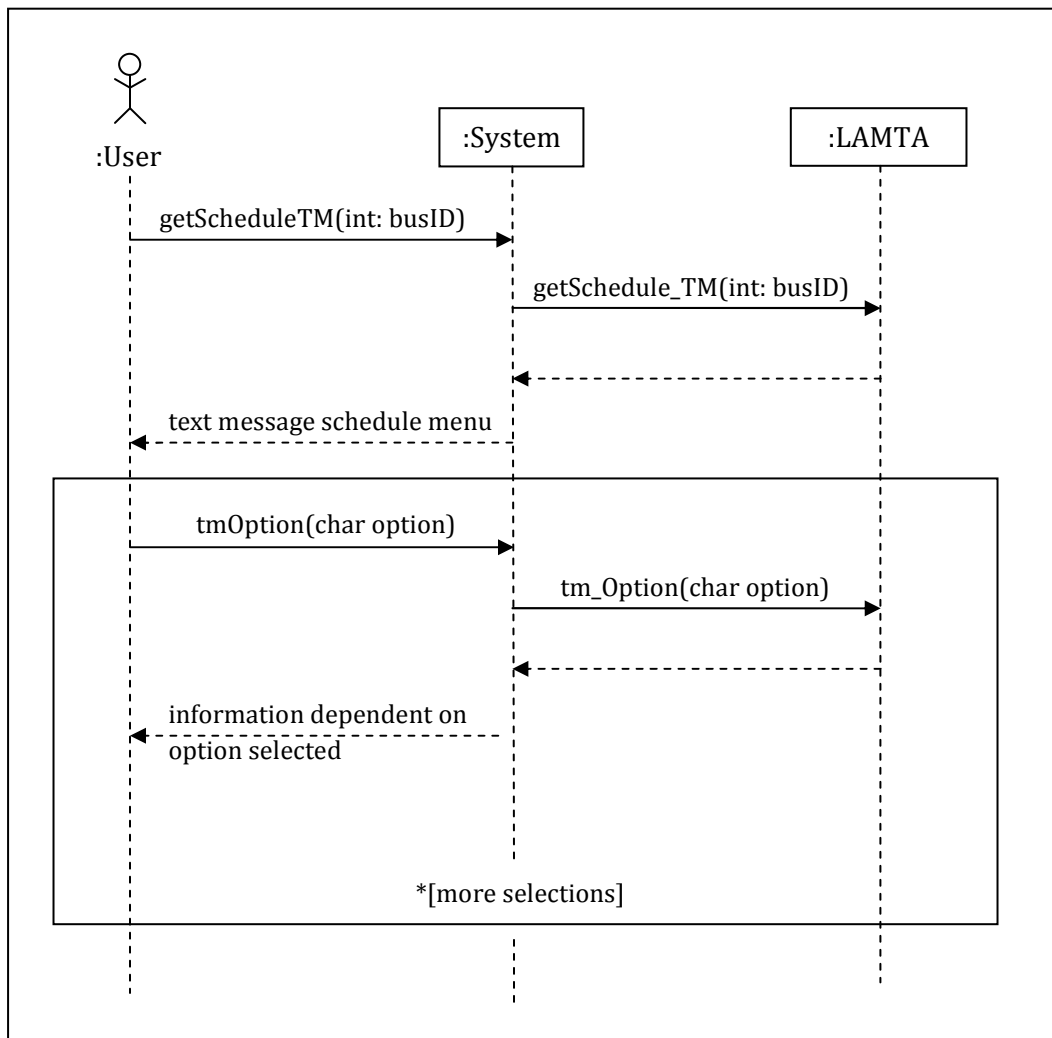 :User
:System
:LAMTA
getScheduleTM(int: busID)
getSchedule_TM(int: busID)
text message schedule menu
tmOption(char option)
tm_Option(char option)
information dependent on
option selected
*[more selections]